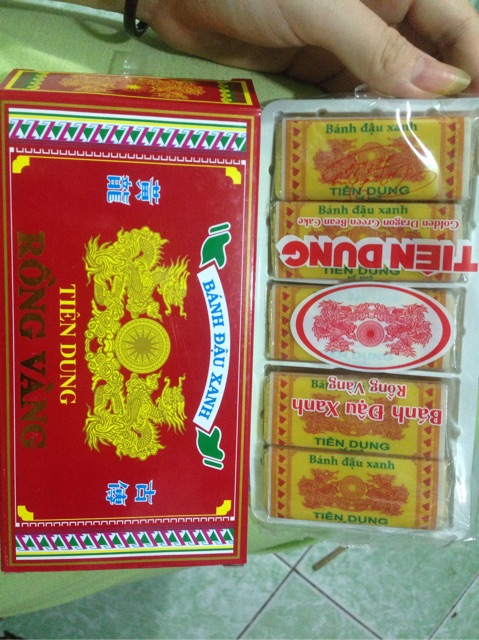 BÁNH ĐẬU XANH
黃龍
古傳
TIÊN DUNG
RỒNG VÀNG
Bánh đậu xanh
TIÊN DUNG
Bánh đậu xanh
Golden Dragon Green Bean Cake
TIÊN DUNG
Bánh Đậu Xanh
Rồng Vàng
TIÊN DUNG
Bánh đậu xanh
TIÊN DUNG